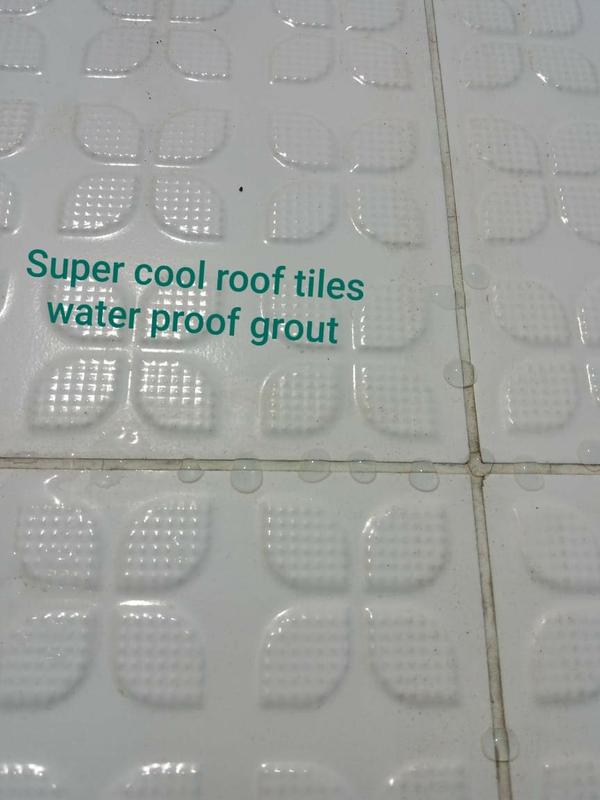 Super cool roof tiles
water proof grout